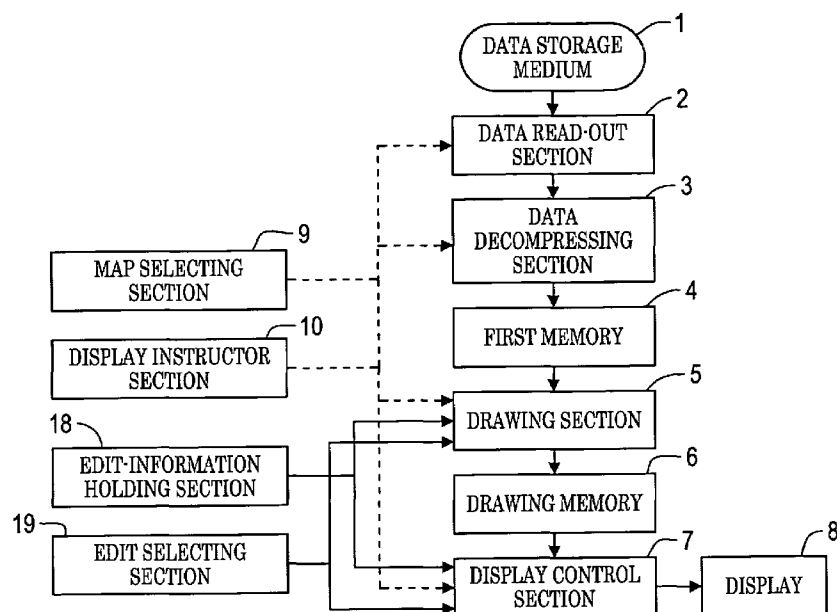 1
DATA STORAGE
MEDIUM
2
DATA READ-OUT
SECTION
3
DATA
DECOMPRESSING
SECTION
9
MAP SELECTING
SECTION
4
FIRST MEMORY
10
DISPLAY INSTRUCTOR
SECTION
5
DRAWING SECTION
18
EDIT-INFORMATION
HOLDING SECTION
6
DRAWING MEMORY
19
EDIT SELECTING
SECTION
7
DISPLAY CONTROL
SECTION
8
DISPLAY